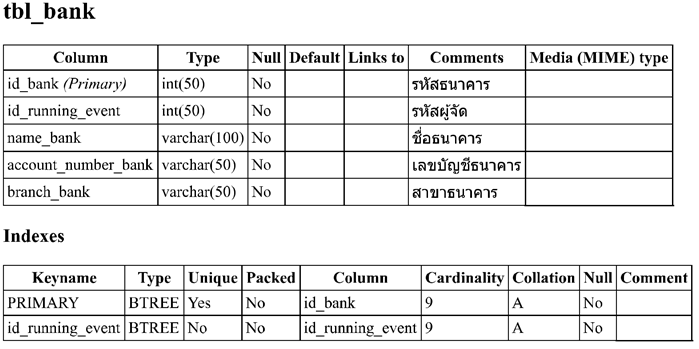 tbl_bank
Column Type Null Default Links to Comments Media (MIME) type
id_bank (Primary) int(50) No รหัสธนาคาร
id_running_event int(50) No รหัสผู้จัด
name_bank varchar(100) No ชื่อธนาคาร
account_number_bank varchar(50) No เลขบัญชีธนาคาร
branch_bank varchar(50) No สาขาธนาคาร
Indexes
Keyname Type Unique Packed Column Cardinality Collation Null Comment
PRIMARY BTREE Yes No id_bank 9 A No
id_running_event BTREE No No id_running_event 9 A No